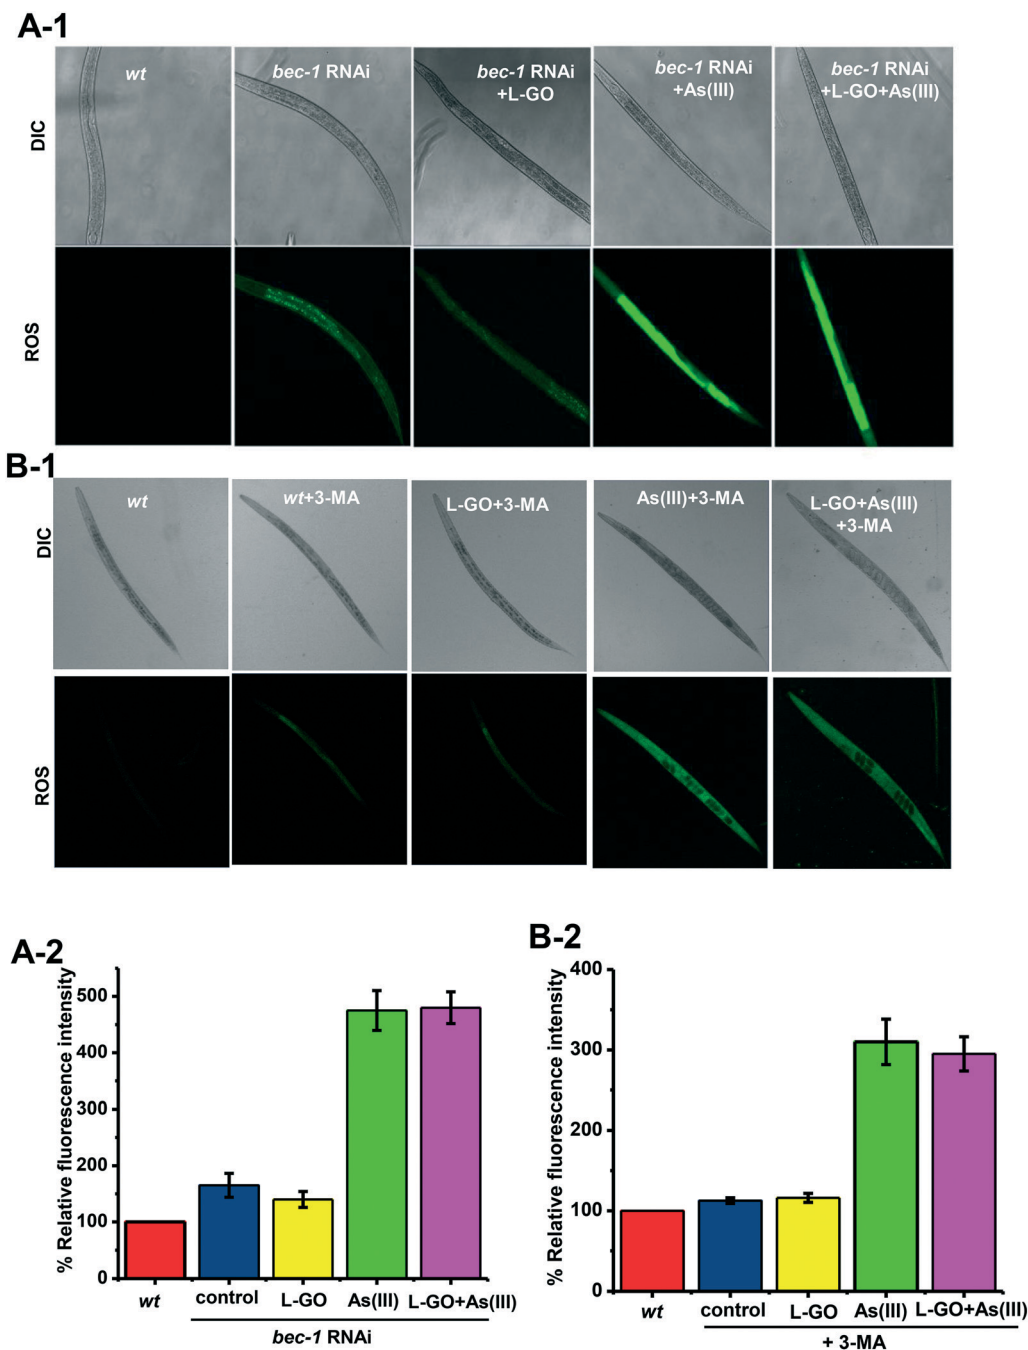 A-1
DIC
wt
bec-1 RNAi
bec-1 RNAi
+L-GO
bec-1 RNAi
+As(III)
bec-1 RNAi
+L-GO+As(III)
ROS
B-1
DIC
wt
wt+3-MA
L-GO+3-MA
As(III)+3-MA
L-GO+As(III)
+3-MA
ROS
A-2
% Relative fluorescence intensity
500
400
300
200
100
0
wt
control
L-GO
As(III)
L-GO+As(III)
bec-1 RNAi
B-2
% Relative fluorescence intensity
400
300
200
100
0
wt
control
L-GO
As(III)
L-GO+As(III)
+ 3-MA